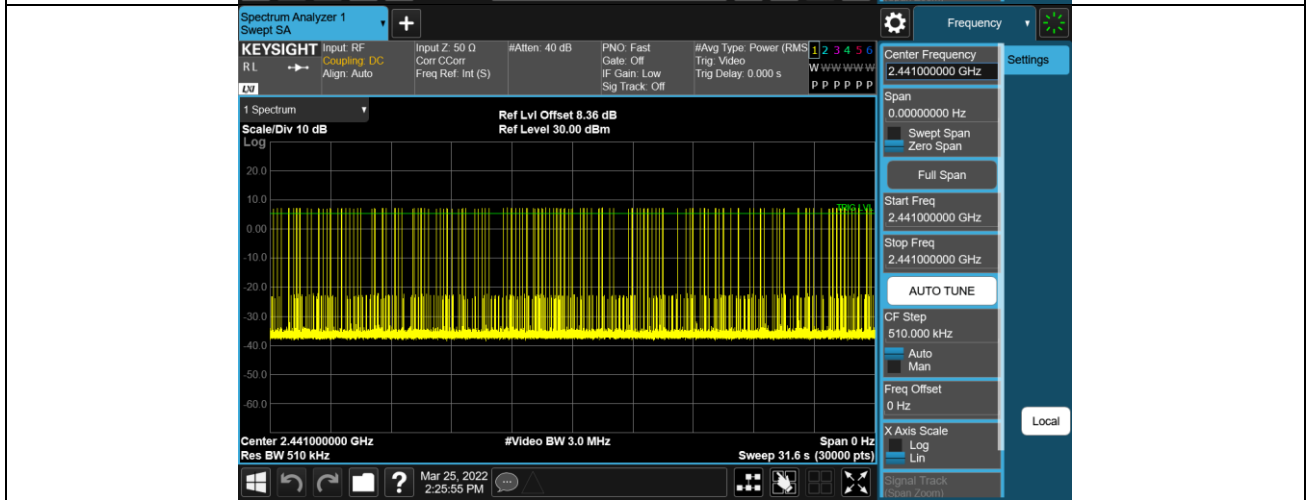 Spectrum Analyzer 1
Swept SA
+
Frequency
KEYSIGHT
R L
LXI
Input: RF
Coupling: DC
Align: Auto
Input Z: 50 Ω
Corr CCorr
Freq Ref: Int (S)
#Atten: 40 dB
PNO: Fast
Gate: Off
IF Gain: Low
Sig Track: Off
#Avg Type: Power (RMS
Trig: Video
Trig Delay: 0.000 s
1 2 3 4 5 6
W W W W W W
P P P P P P
1 Spectrum
Scale/Div 10 dB
Log
Ref Lvl Offset 8.36 dB
Ref Level 30.00 dBm
20.0
10.0
0.00
-10.0
-20.0
-30.0
-40.0
-50.0
-60.0
TRIG LVL
Center 2.441000000 GHz
Res BW 510 kHz
#Video BW 3.0 MHz
Span 0 Hz
Sweep 31.6 s (30000 pts)
?
Mar 25, 2022
2:25:55 PM
Center Frequency
2.441000000 GHz
Span
0.00000000 Hz
Swept Span
Zero Span
Full Span
Start Freq
2.441000000 GHz
Stop Freq
2.441000000 GHz
AUTO TUNE
CF Step
510.000 kHz
Auto
Man
Freq Offset
0 Hz
X Axis Scale
Log
Lin
Signal Track
(Span Zoom)
Settings
Local